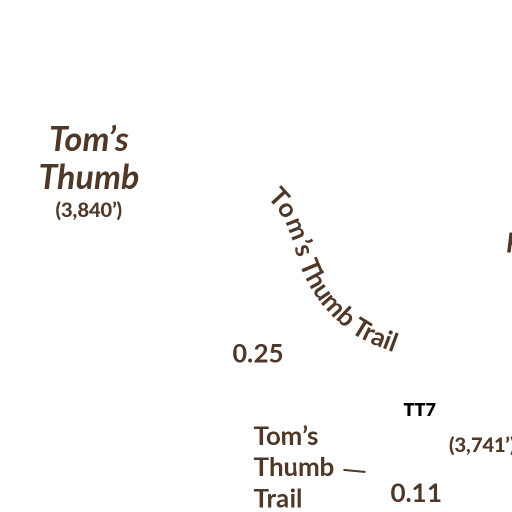 Tom’s
Thumb
(3,840’)
Tom’s Thumb Trail
0.25
TT7
(3,741’)
Tom’s
Thumb
Trail
0.11